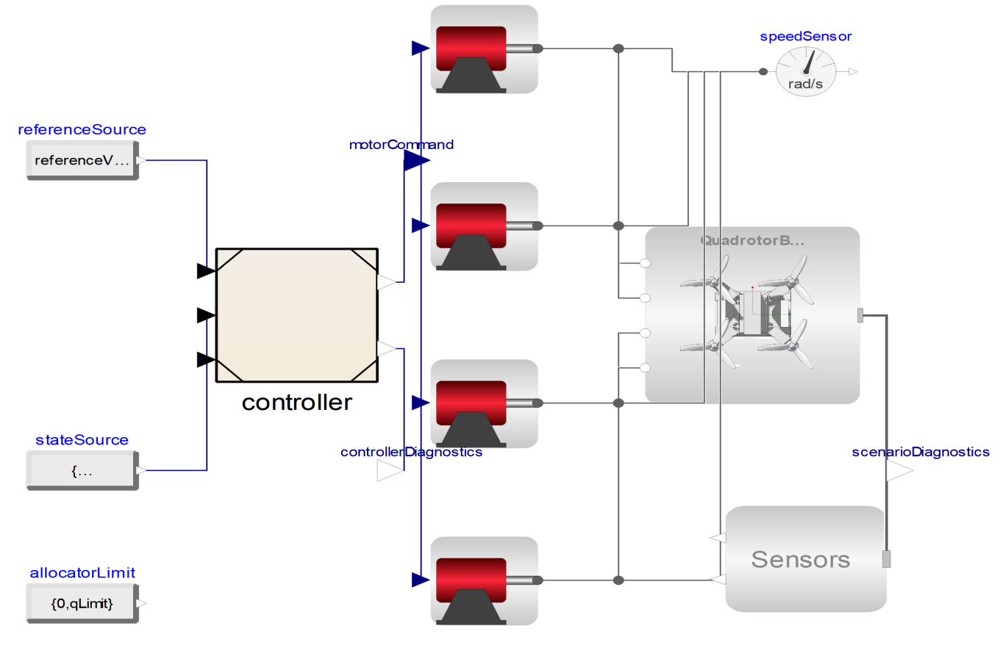 speedSensor
rad/s
referenceSource
referenceV...
motorCommand
QuadrotorB...
controller
stateSource
{...
controllerDiagnostics
scenarioDiagnostics
Sensors
allocatorLimit
{0,qLimit}